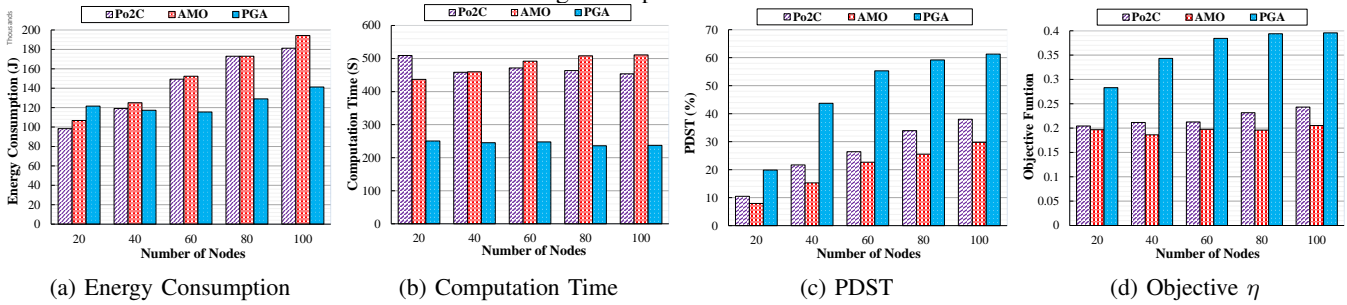 Po2C AMO PGA
Thousands
Energy Consumption (J)
200
180
160
140
120
100
80
60
40
20
0
20 40 60 80 100
Number of Nodes
(a) Energy Consumption
Po2C AMO PGA
Computation Time (S)
600
500
400
300
200
100
0
20 40 60 80 100
Number of Nodes
(b) Computation Time
Po2C AMO PGA
PDST (%)
70
60
50
40
30
20
10
0
20 40 60 80 100
Number of Nodes
(c) PDST
Po2C AMO PGA
Objective Funtion
0.4
0.35
0.3
0.25
0.2
0.15
0.1
0.05
0
20 40 60 80 100
Number of Nodes
(d) Objective η